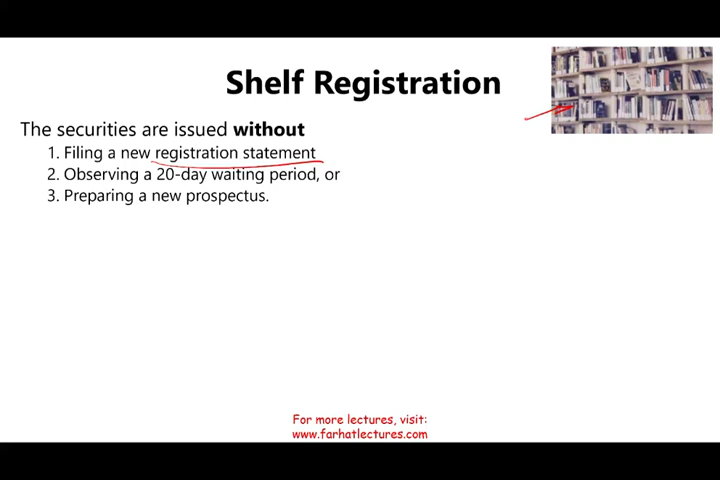 Shelf Registration
The securities are issued without
1. Filing a new registration statement
2. Observing a 20-day waiting period, or
3. Preparing a new prospectus.
For more lectures, visit:
www.farhatlectures.com